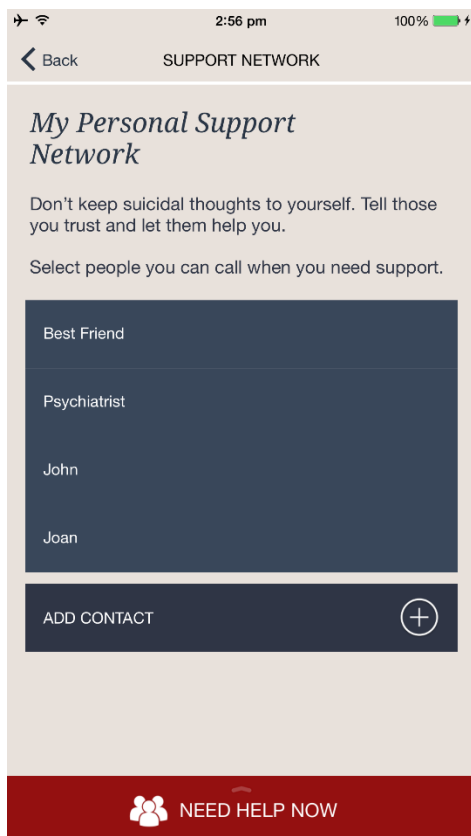 2:56 pm
100%
Back
SUPPORT NETWORK
My Personal Support
Network
Don't keep suicidal thoughts to yourself. Tell those
you trust and let them help you.
Select people you can call when you need support.
Best Friend
Psychiatrist
John
Joan
ADD CONTACT
NEED HELP NOW